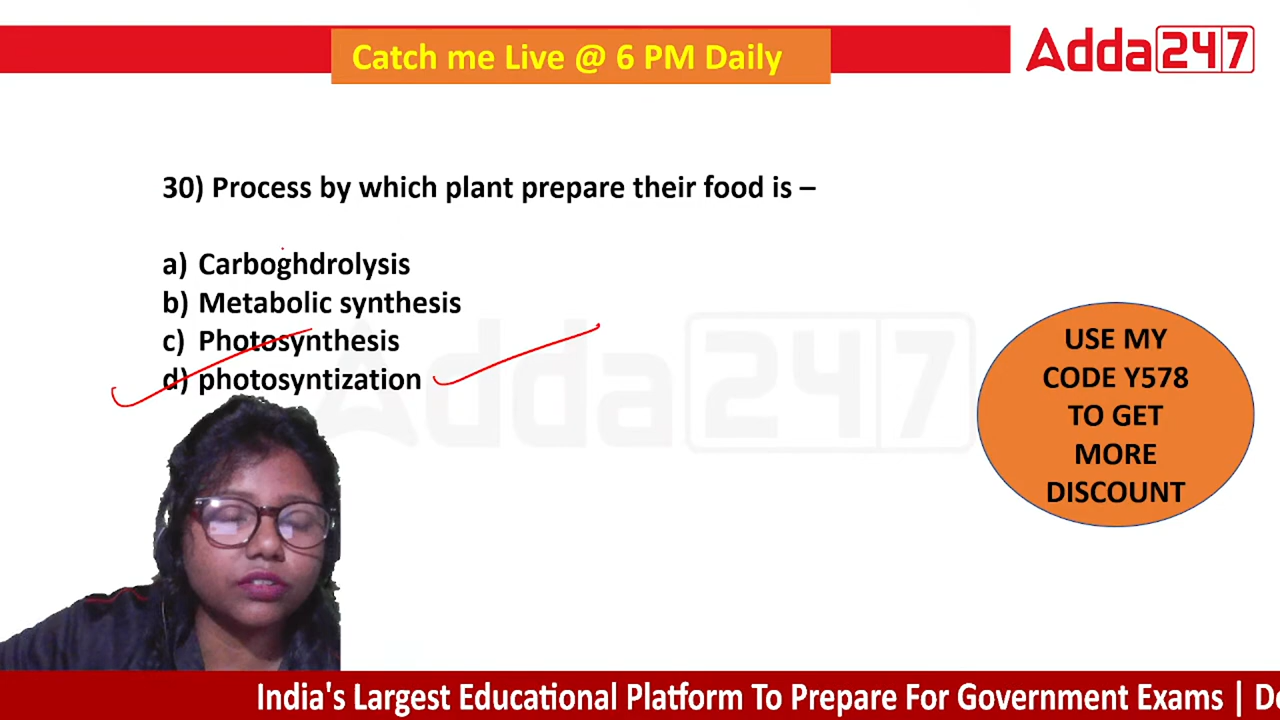 Catch me Live @ 6 PM Daily
Adda247
30) Process by which plant prepare their food is –
a) Carboghdrolysis
b) Metabolic synthesis
c) Photosynthesis
d) photosyntization
Adda247
USE MY
CODE Y578
TO GET
MORE
DISCOUNT
India's Largest Educational Platform To Prepare For Government Exams | De